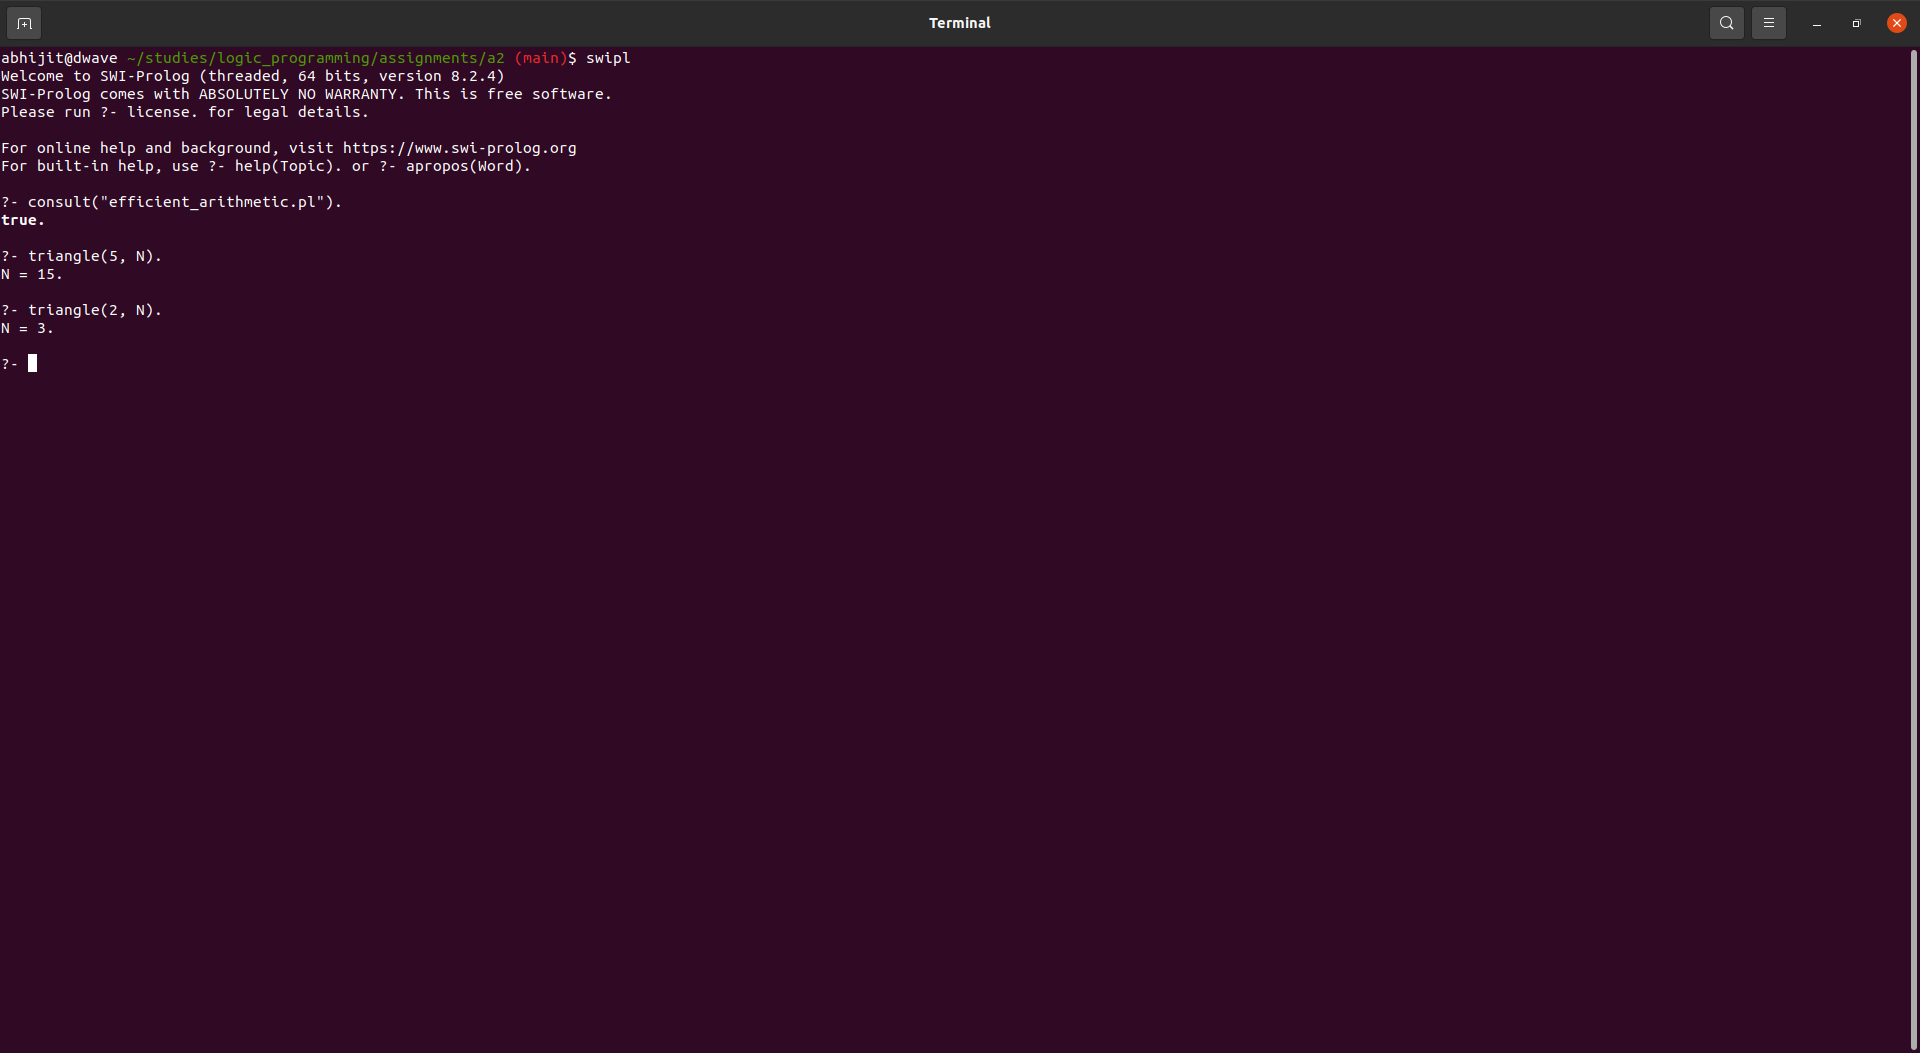 Terminal
abhijit@dwave ~/studies/logic_programming/assignments/a2 (main)$ swipl
Welcome to SWI-Prolog (threaded, 64 bits, version 8.2.4)
SWI-Prolog comes with ABSOLUTELY NO WARRANTY. This is free software.
Please run ?- license. for legal details.
For online help and background, visit https://www.swi-prolog.org
For built-in help, use ?- help(Topic). or ?- apropos(Word).
?- consult("efficient_arithmetic.pl").
true.
?- triangle(5, N).
N = 15.
?- triangle(2, N).
N = 3.
?-